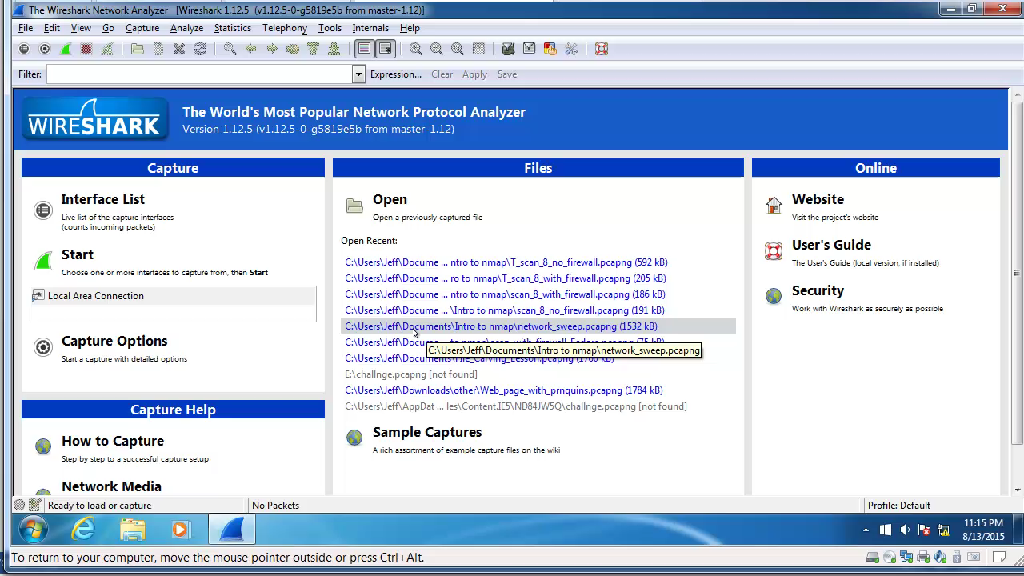 The Wireshark Network Analyzer [Wireshark 1.12.5 (v1.12.5-0-g5819e5b from master-1.12)]
File Edit View Go Capture Analyze Statistics Telephony Tools Internals Help
Filter: Expression... Clear Apply Save
WIRESHARK
The World's Most Popular Network Protocol Analyzer
Version 1.12.5 (v1.12.5-0-g5819e5b from master-1.12)
Capture
Interface List
Live list of the capture interfaces
(counts incoming packets)
Start
Choose one or more interfaces to capture from, then Start
Local Area Connection
Capture Options
Start a capture with detailed options
Capture Help
How to Capture
Step by step to a successful capture setup
Network Media
Files
Open
Open a previously captured file
Open Recent:
C:\Users\Jeff\Docume ... ntro to nmap\T_scan_8_no_firewall.pcapng (592 kB)
C:\Users\Jeff\Docume ... ro to nmap\T_scan_8_with_firewall.pcapng (205 kB)
C:\Users\Jeff\Docume ... ntro to nmap\scan_8_with_firewall.pcapng (186 kB)
C:\Users\Jeff\Docume ... \Intro to nmap\scan_8_no_firewall.pcapng (191 kB)
C:\Users\Jeff\Documents\Intro to nmap\network_sweep.pcapng (1532 kB)
C:\Users\Jeff\Docum
C:\Users\Jeff\Documents\Intro to nmap\network_sweep.pcapng
C:\Users\Jeff\Documents\File_Carving_Lesson.pcapng
E:\challnge.pcapng [not found]
C:\Users\Jeff\Downloads\other\Web_page_with_prnquins.pcapng (1784 kB)
C:\Users\Jeff\AppDat ... les\Content.IE5\ND84JW5Q\challnge.pcapng [not found]
Sample Captures
A rich assortment of example capture files on the wiki
Online
Website
Visit the project's website
User's Guide
The User's Guide (local version, if installed)
Security
Work with Wireshark as securely as possible
Ready to load or capture
No Packets
Profile: Default
11:15 PM
8/13/2015
To return to your computer, move the mouse pointer outside or press Ctrl+Alt.